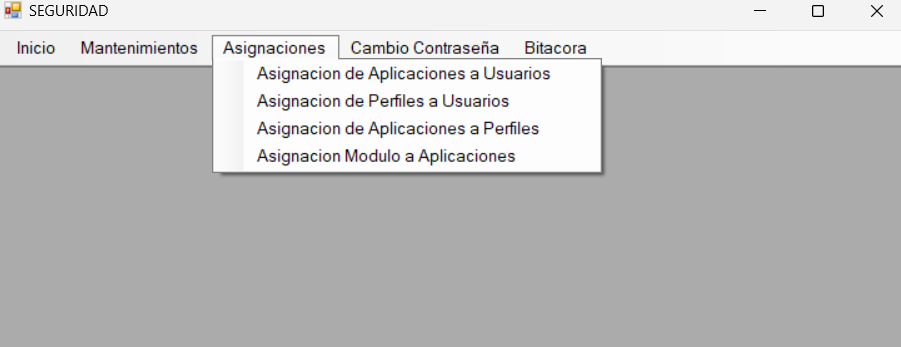 SEGURIDAD
Inicio Mantenimientos Asignaciones Cambio Contraseña Bitacora
Asignacion de Aplicaciones a Usuarios
Asignacion de Perfiles a Usuarios
Asignacion de Aplicaciones a Perfiles
Asignacion Modulo a Aplicaciones